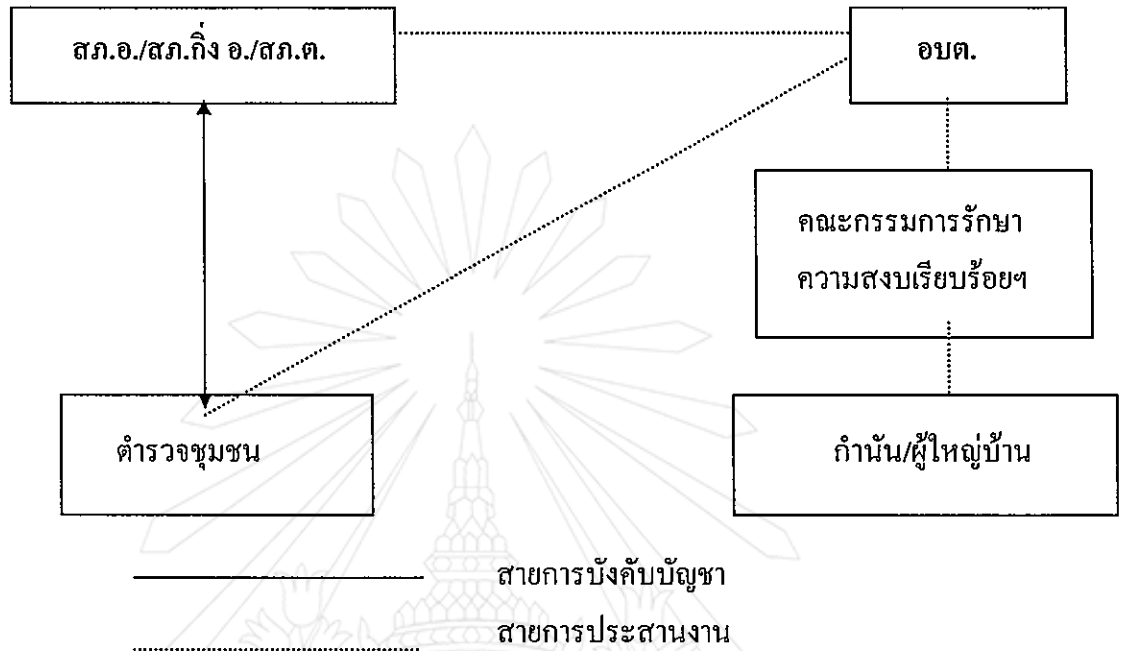 สภ.อ./สภ.กิ่ง อ./สภ.ต.
อบต.
คณะกรรมการรักษา
ความสงบเรียบร้อยฯ
ตำรวจชุมชน
กำนัน/ผู้ใหญ่บ้าน
สายการบังคับบัญชา
สายการประสานงาน